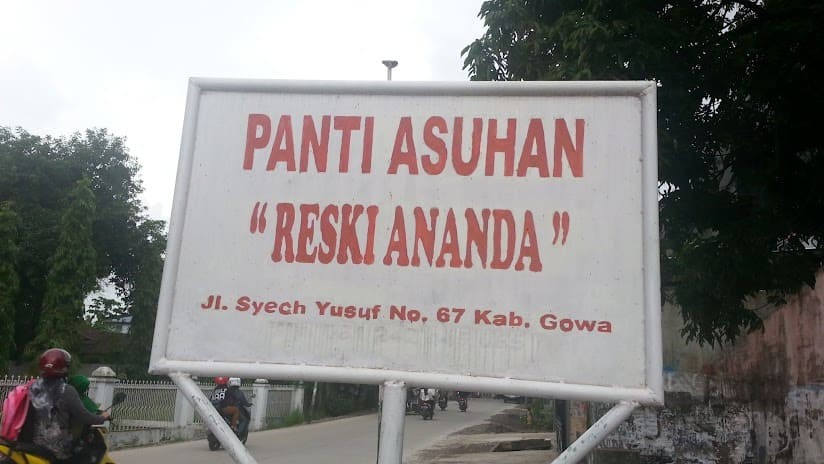 PANTI ASUHAN
"RESKI ANANDA"
Jl. Syech Yusuf No. 67 Kab. Gowa